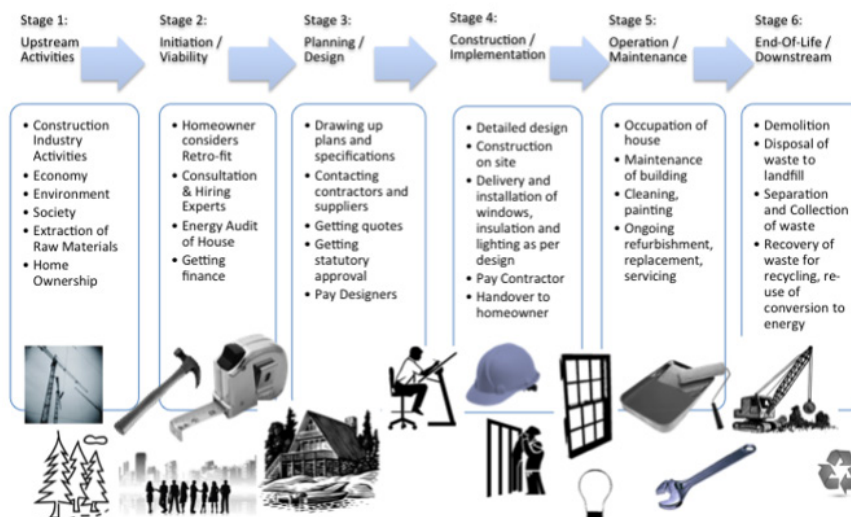 Stage 1:
Upstream
Activities
Stage 2:
Initiation /
Viability
Stage 3:
Planning /
Design
Stage 4:
Construction /
Implementation
Stage 5:
Operation /
Maintenance
Stage 6:
End-Of-Life /
Downstream
• Construction
Industry
Activities
• Economy
• Environment
• Society
• Extraction of
Raw Materials
• Home
Ownership
• Homeowner
considers
Retro-fit
• Consultation
& Hiring
Experts
• Energy Audit
of House
• Getting
finance
• Drawing up
plans and
specifications
• Contacting
contractors and
suppliers
• Getting quotes
• Getting
statutory
approval
• Pay Designers
• Detailed design
• Construction
on site
• Delivery and
installation of
windows,
insulation and
lighting as per
design
• Pay Contractor
• Handover to
homeowner
• Occupation of
house
• Maintenance
of building
• Cleaning,
painting
• Ongoing
refurbishment,
replacement,
servicing
• Demolition
• Disposal of
waste to
landfill
• Separation
and Collection
of waste
• Recovery of
waste for
recycling, re-
use of
conversion to
energy